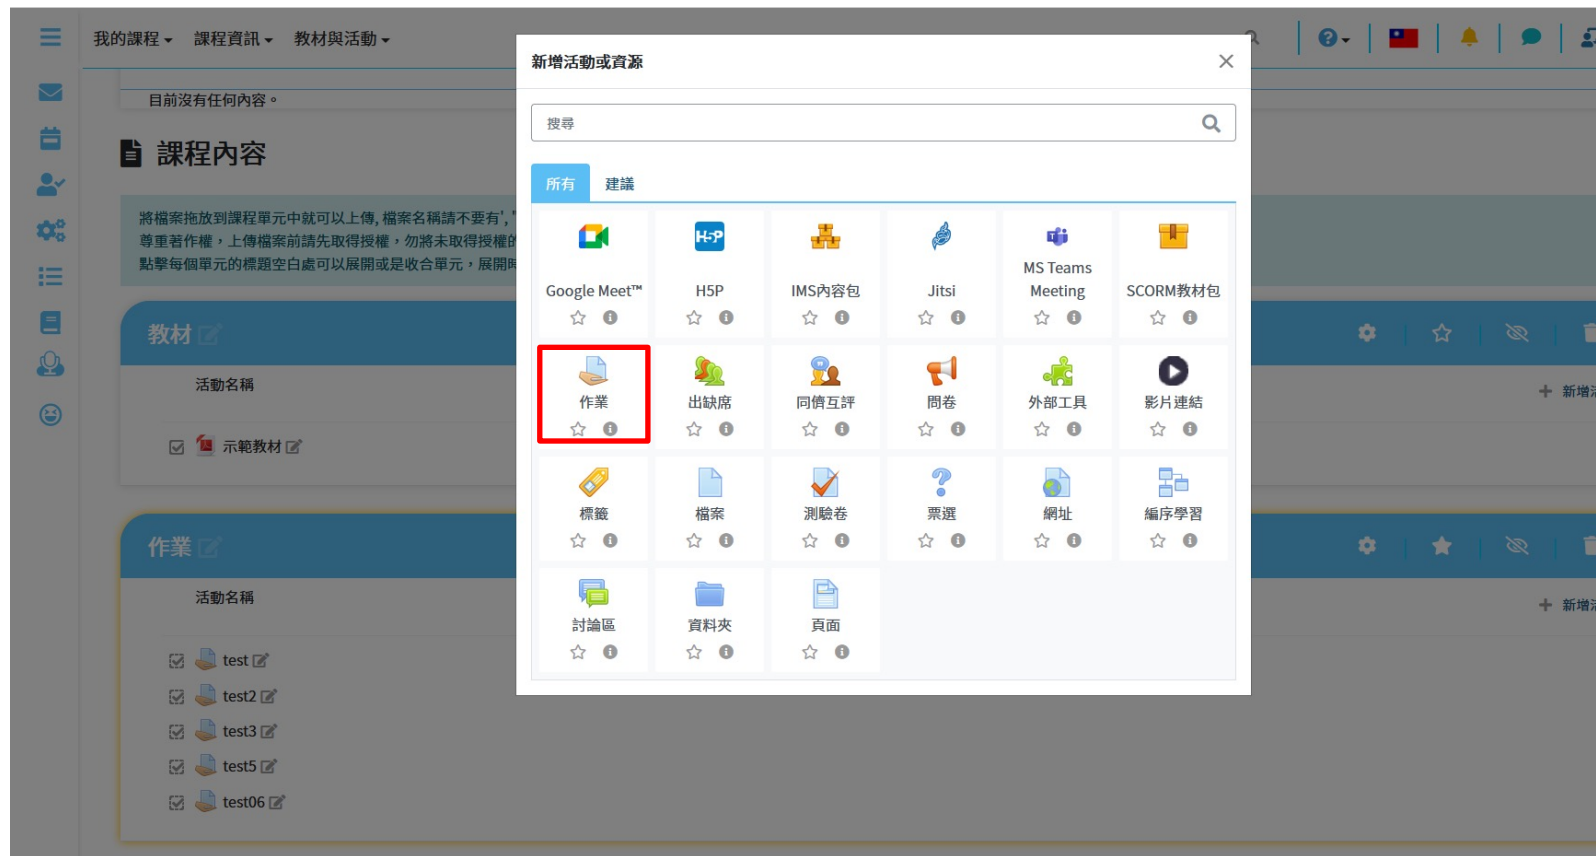 我的課程 課程資訊 教材與活動
目前沒有任何內容。
課程內容
將檔案拖放到課程單元中就可以上傳, 檔案名稱請不要有', "
尊重著作權，上傳檔案前請先取得授權，勿將未取得授權的
點擊每個單元的標題空白處可以展開或是收合單元，展開時
教材
活動名稱
新增
示範教材
作業
活動名稱
新增
test
test2
test3
test5
test06
新增活動或資源
搜尋
所有 建議
Google Meet™ H5P IMS內容包 Jitsi MS Teams Meeting SCORM教材包
作業 出缺席 同儕互評 問卷 外部工具 影片連結
標籤 檔案 測驗卷 票選 網址 編序學習
討論區 資料夾 頁面